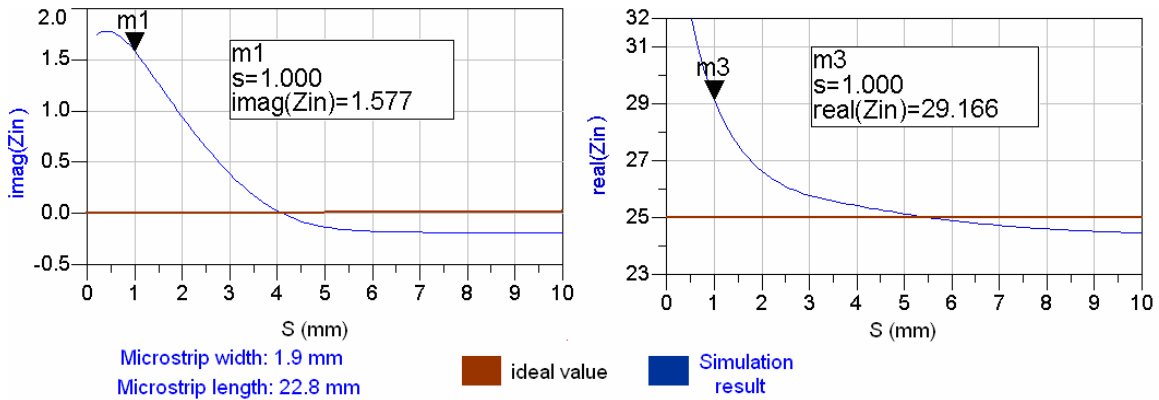 2.0
1.5
1.0
0.5
0.0
-0.5
imag(Zin )
m1
m1
s=1.000
imag(Zin)=1.577
0 1 2 3 4 5 6 7 8 9 10
S (mm)
32
31
29
27
25
23
real(Zin)
m3
m3
s=1.000
real(Zin)=29.166
0 1 2 3 4 5 6 7 8 9 10
S (mm)
Microstrip width: 1.9 mm
Microstrip length: 22.8 mm
ideal value
Simulation
result